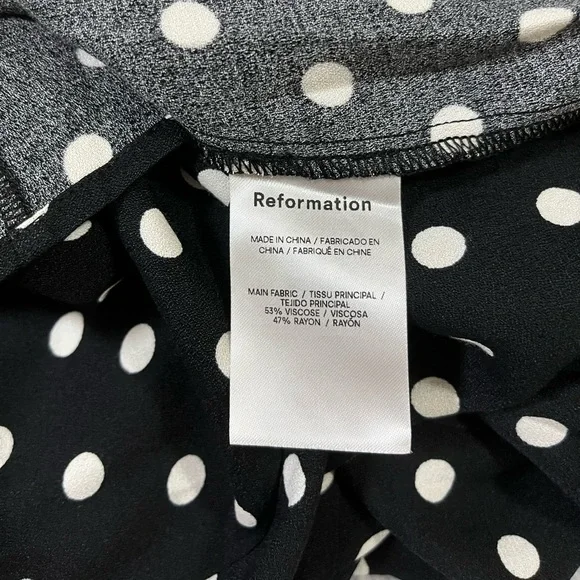 Reformation
MADE IN CHINA / FABRICADO EN
CHINA / FABRIQUÉ EN CHINE
MAIN FABRIC / TISSU PRINCIPAL /
TEJIDO PRINCIPAL
53% VISCOSE / VISCOSA
47% RAYON / RAYÓN